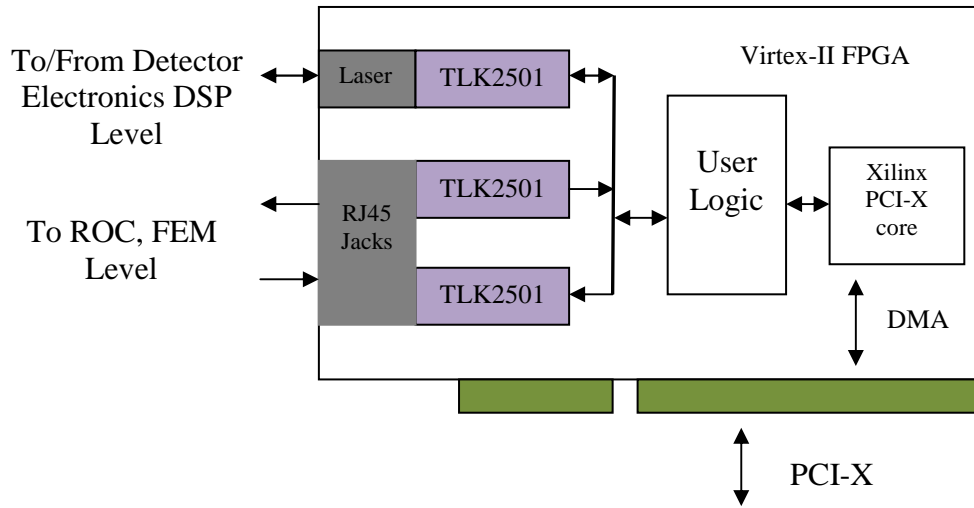 To/From Detector
Electronics DSP
Level
Laser
TLK2501
Virtex-II FPGA
To ROC, FEM
Level
RJ45
Jacks
TLK2501
TLK2501
User
Logic
Xilinx
PCI-X
core
DMA
PCI-X